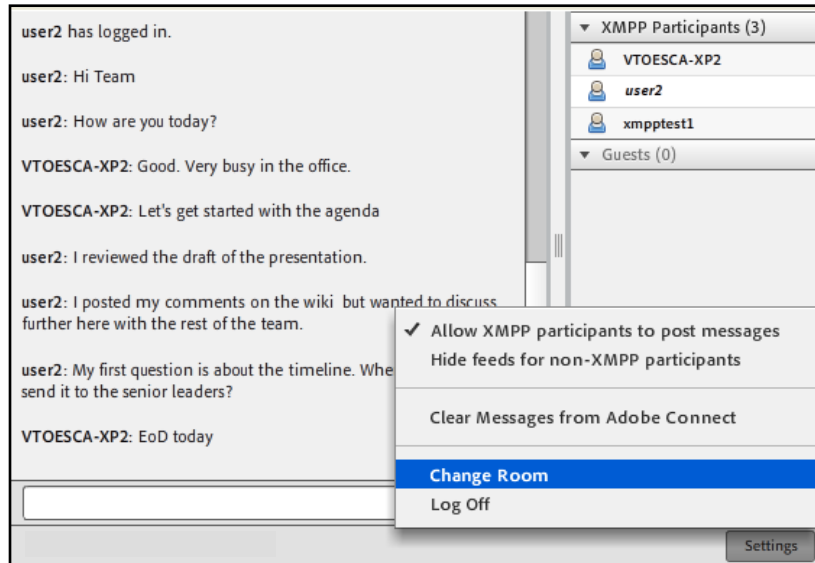 user2 has logged in.
user2: Hi Team
user2: How are you today?
VTOESCA-XP2: Good. Very busy in the office.
VTOESCA-XP2: Let's get started with the agenda
user2: I reviewed the draft of the presentation.
user2: I posted my comments on the wiki but wanted to discuss
further here with the rest of the team.
user2: My first question is about the timeline.
send it to the senior leaders?
VTOESCA-XP2: EoD today
XMPP Participants (3)
VTOESCA-XP2
user2
xmpptest1
Guests (0)
Allow XMPP participants to post messages
Hide feeds for non-XMPP participants
Clear Messages from Adobe Connect
Change Room
Log Off
Settings